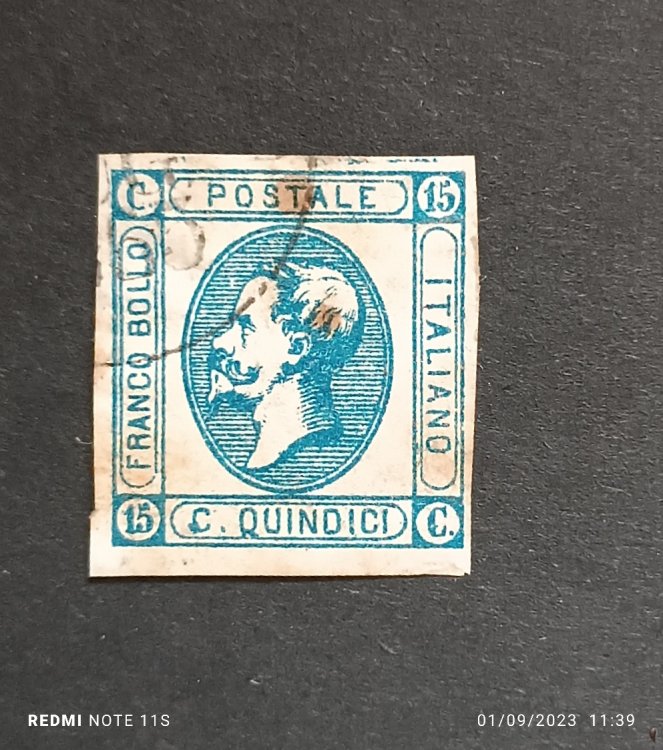 C POSTALE 15
FRANCO BOLLO
ITALIANO
15 C. QUINDICI C.
REDMI NOTE 11S
01/09/2023 11:39